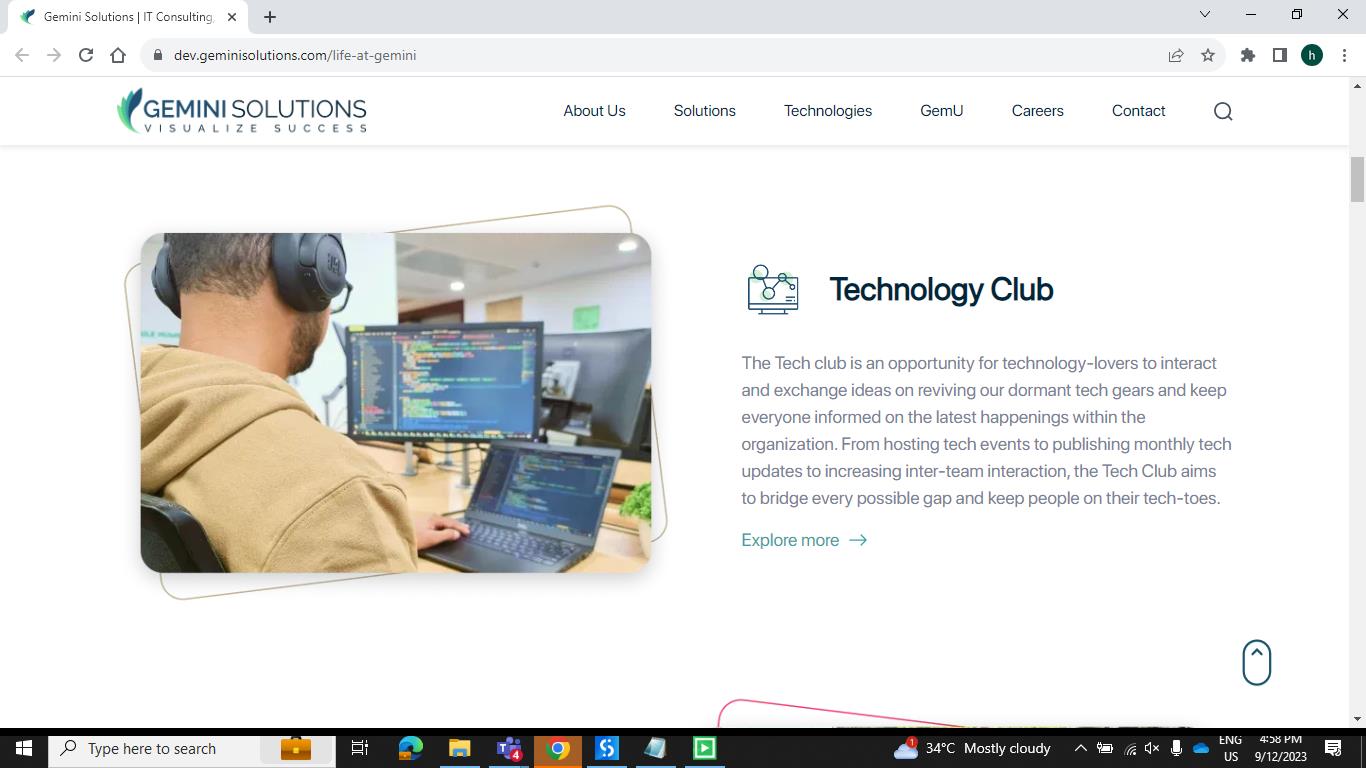 Gemini Solutions | IT Consulting,
dev.geminisolutions.com/life-at-gemini
h
GEMINI SOLUTIONS
VISUALIZE SUCCESS
About Us
Solutions
Technologies
GemU
Careers
Contact
Technology Club
The Tech club is an opportunity for technology-lovers to interact
and exchange ideas on reviving our dormant tech gears and keep
everyone informed on the latest happenings within the
organization. From hosting tech events to publishing monthly tech
updates to increasing inter-team interaction, the Tech Club aims
to bridge every possible gap and keep people on their tech-toes.
Explore more
Type here to search
4
1
34°C Mostly cloudy
ENG
US
4:58 PM
9/12/2023